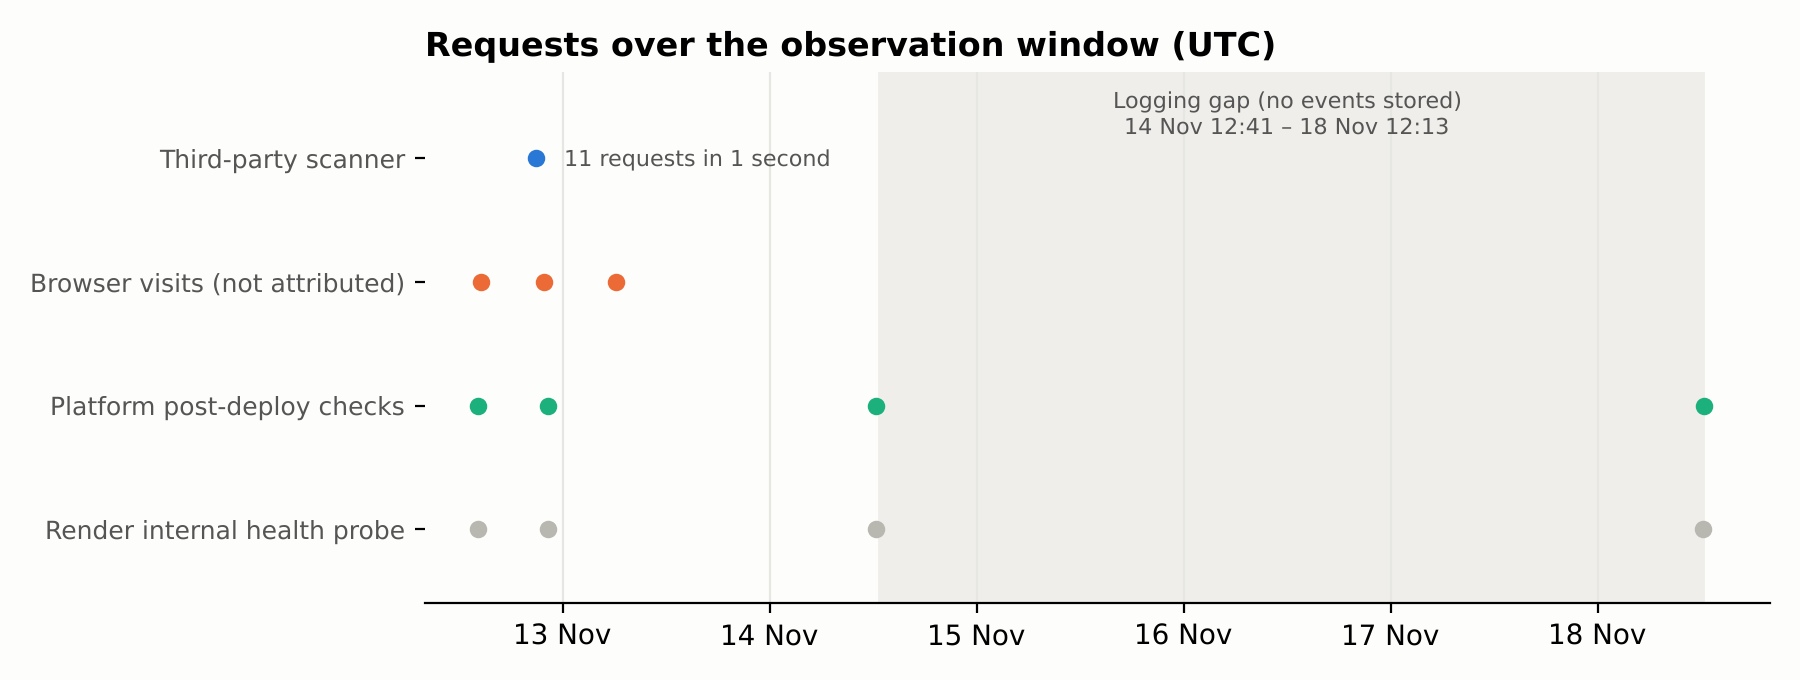 Requests over the observation window (UTC)
Logging gap (no events stored)
14 Nov 12:41 – 18 Nov 12:13
Third-party scanner
11 requests in 1 second
Browser visits (not attributed)
Platform post-deploy checks
Render internal health probe
13 Nov
14 Nov
15 Nov
16 Nov
17 Nov
18 Nov